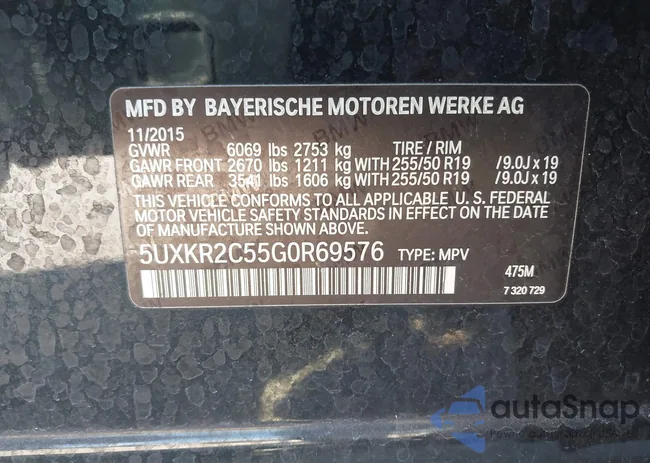 MFD BY BAYERISCHE MOTOREN WERKE AG
11/2015
GVWR 6069 lbs 2753 kg TIRE / RIM
GAWR FRONT 2670 lbs 1211 kg WITH 255/50 R19 /9.0J x 19
GAWR REAR 3541 lbs 1606 kg WITH 255/50 R19 /9.0J x 19
THIS VEHICLE CONFORMS TO ALL APPLICABLE U. S. FEDERAL
MOTOR VEHICLE SAFETY STANDARDS IN EFFECT ON THE DATE
OF MANUFACTURE SHOWN ABOVE.
5UXKR2C55G0R69576 TYPE: MPV
475M
7 320 729
autoSnap